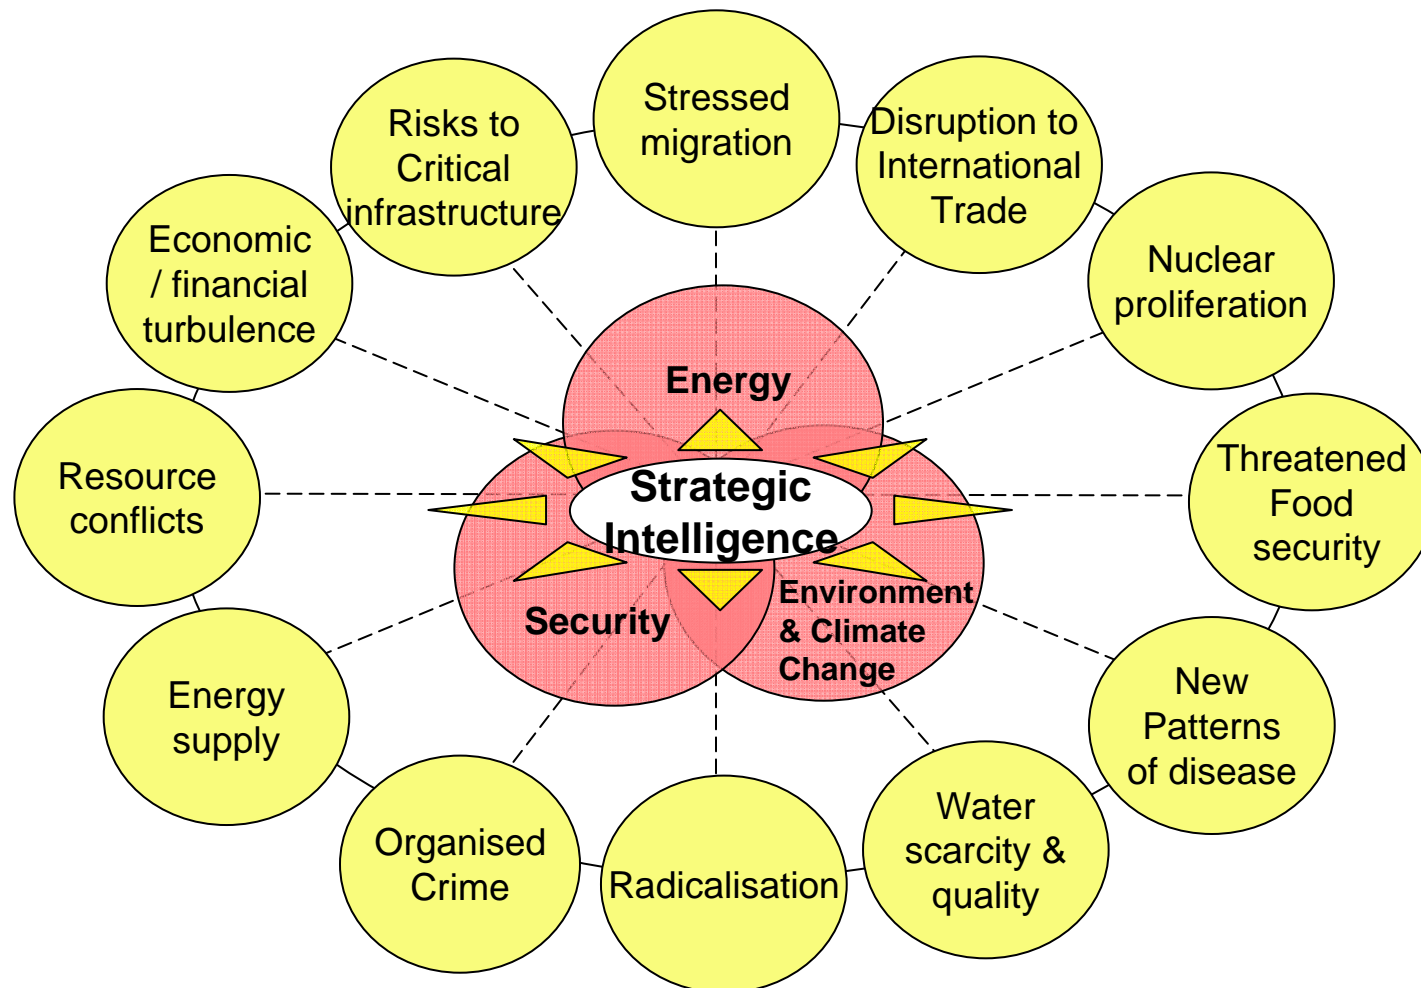 Stressed
migration
Disruption to
International
Trade
Nuclear
proliferation
Threatened
Food
security
New
Patterns
of disease
Water
scarcity &
quality
Radicalisation
Organised
Crime
Energy
supply
Resource
conflicts
Economic
/ financial
turbulence
Risks to
Critical
infrastructure
Energy
Strategic
Intelligence
Security
Environment
& Climate
Change